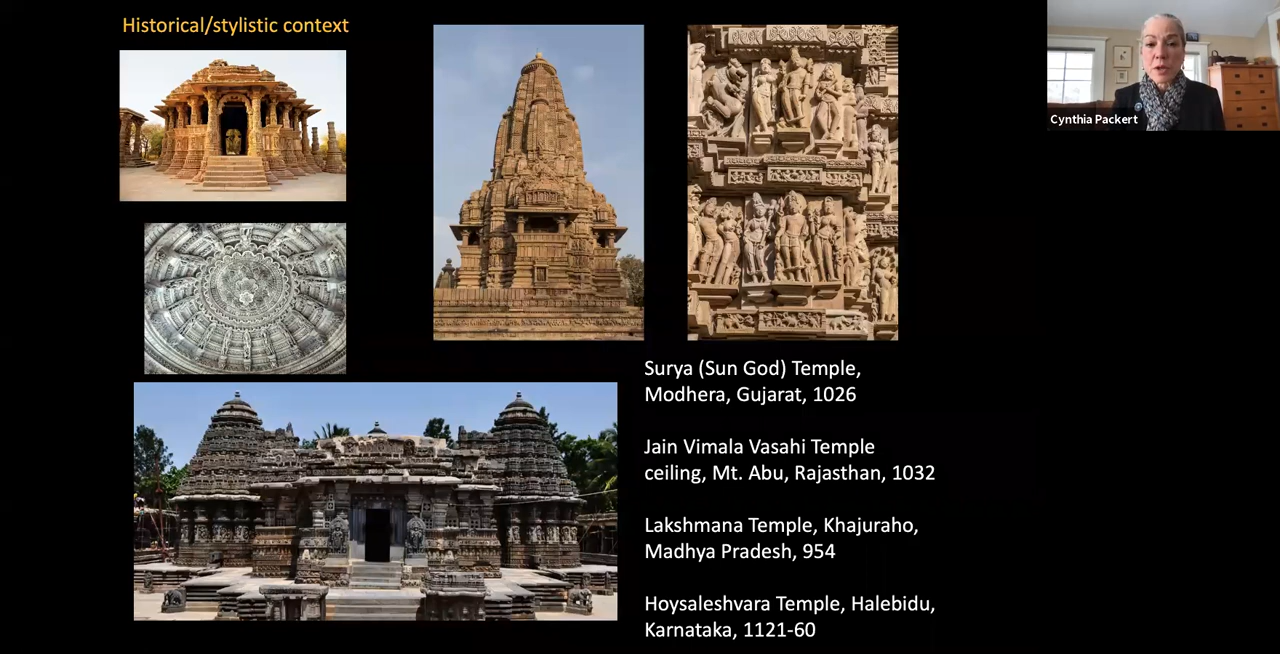 Historical/stylistic context
Cynthia Packert
Surya (Sun God) Temple,
Modhera, Gujarat, 1026
Jain Vimala Vasahi Temple
ceiling, Mt. Abu, Rajasthan, 1032
Lakshmana Temple, Khajuraho,
Madhya Pradesh, 954
Hoysaleshvara Temple, Halebidu,
Karnataka, 1121-60